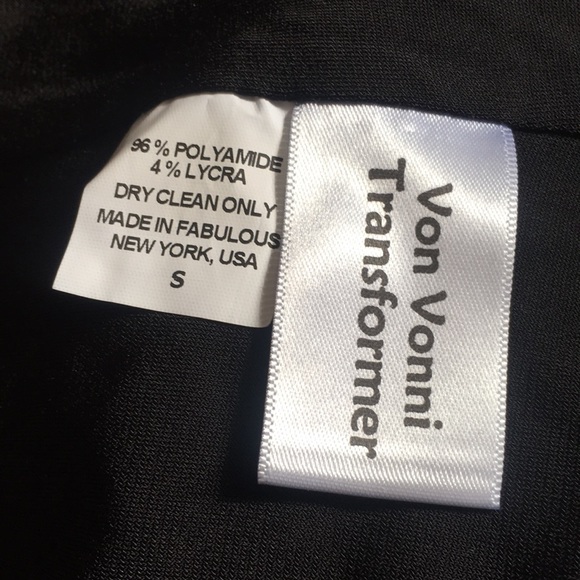 96% POLYAMIDE
4% LYCRA
DRY CLEAN ONLY
MADE IN FABULOUS
NEW YORK, USA
S
Von Vonni
Transformer